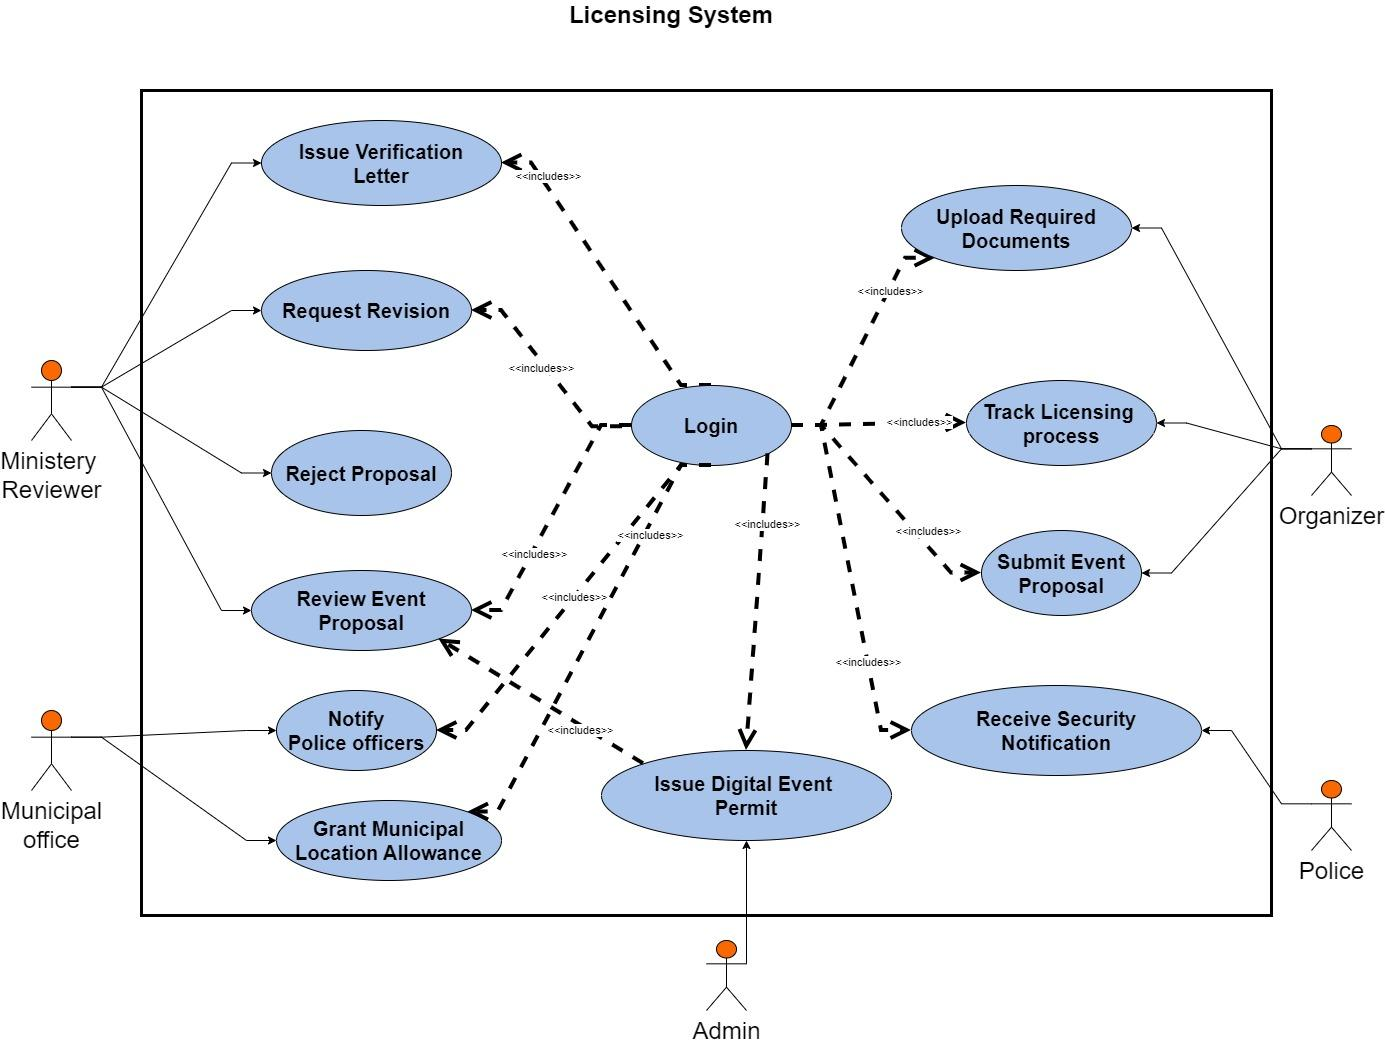 Licensing System
Issue Verification
Letter
<<includes>>
Upload Required
Documents
<<includes>>
Request Revision
<<includes>>
Login
Track Licensing
process
<<includes>>
Ministery
Reviewer
Reject Proposal
Organizer
<<includes>>
<<includes>>
<<includes>>
<<includes>>
Submit Event
Proposal
Review Event
Proposal
<<includes>>
<<includes>>
Notify
Police officers
<<includes>>
Receive Security
Notification
Municipal
office
Issue Digital Event
Permit
Grant Municipal
Location Allowance
Police
Admin